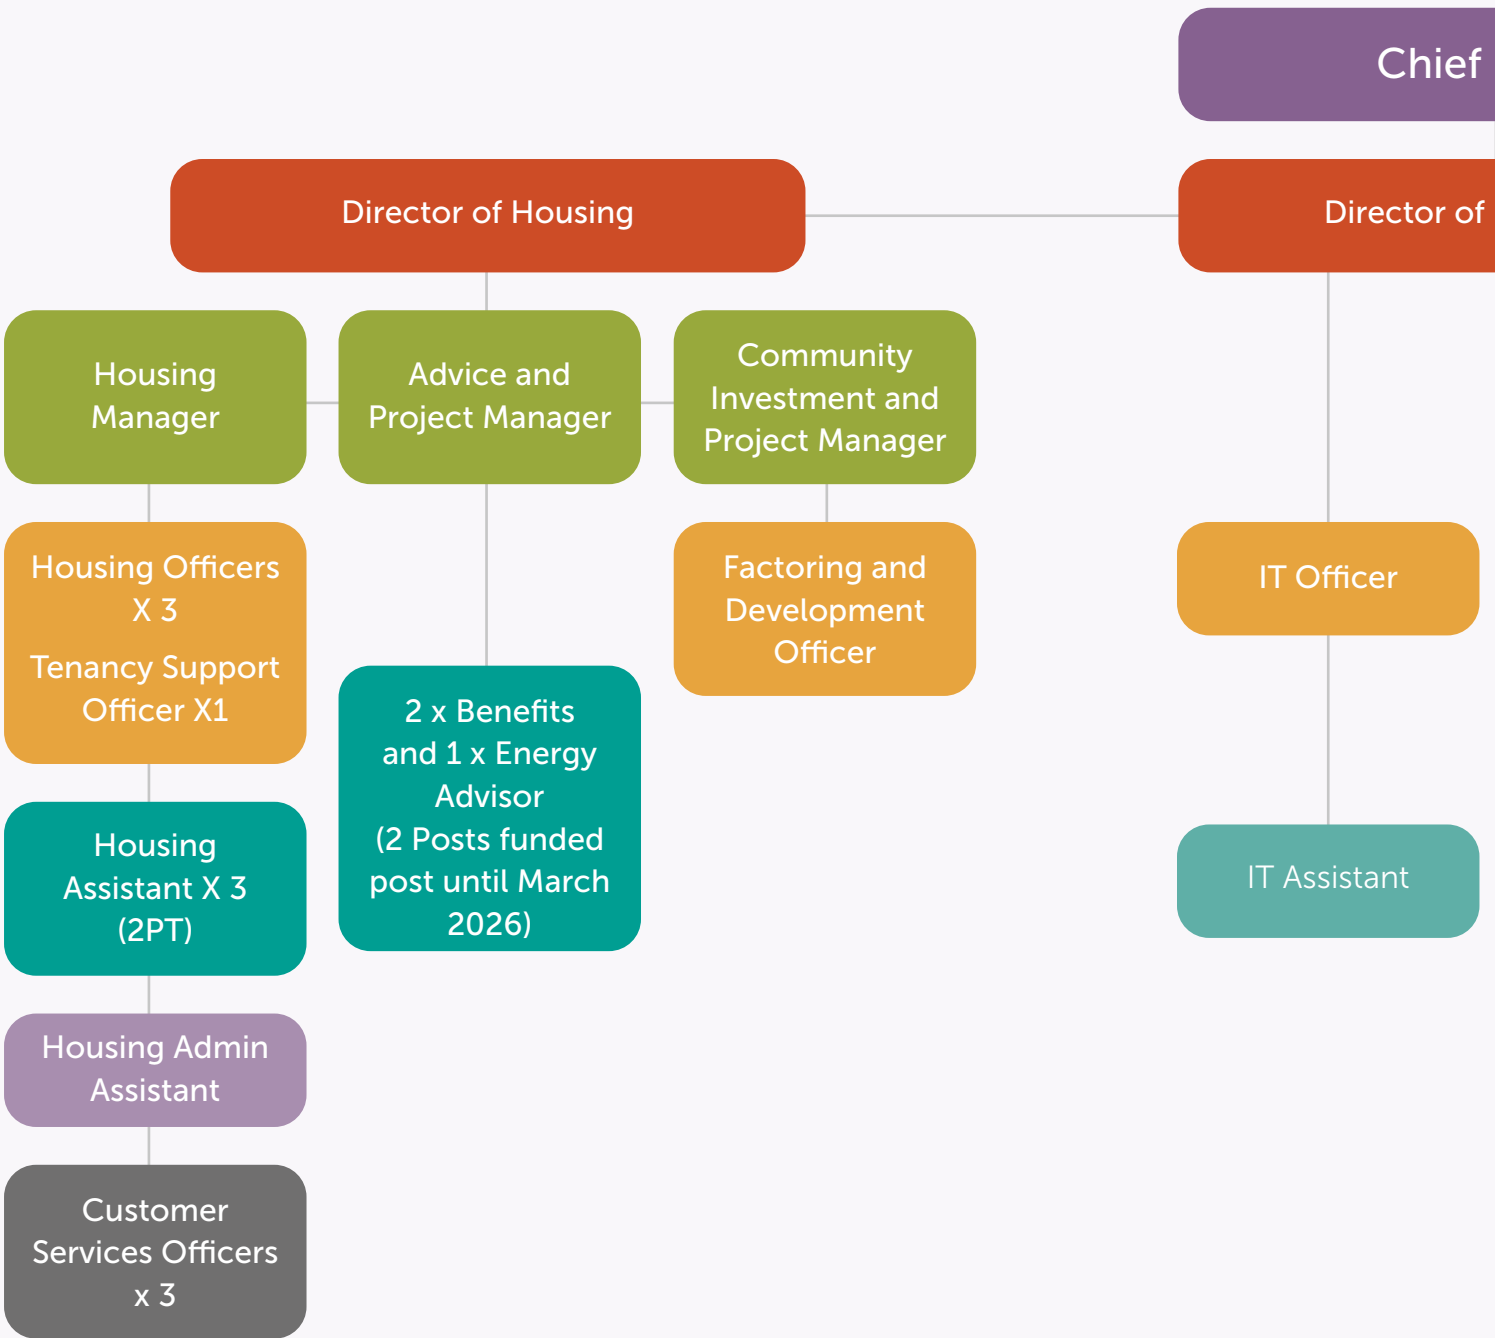 Chief
Director of Housing
Director of
Housing
Manager
Advice and
Project Manager
Community
Investment and
Project Manager
Housing Officers
X 3
Tenancy Support
Officer X1
Factoring and
Development
Officer
IT Officer
2 x Benefits
and 1 x Energy
Advisor
(2 Posts funded
post until March
2026)
Housing
Assistant X 3
(2PT)
IT Assistant
Housing Admin
Assistant
Customer
Services Officers
x 3